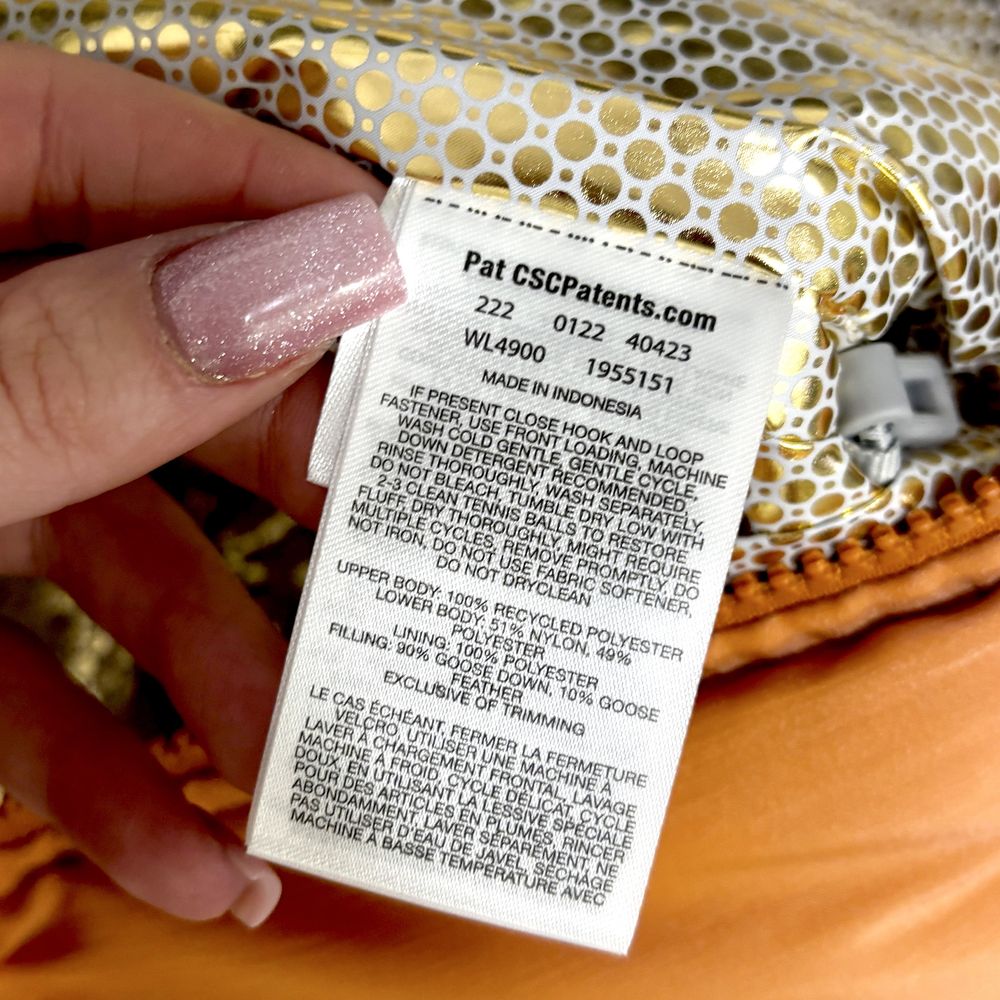 Pat CSCPatents.com
222 0122 40423
WL4900 1955151
MADE IN INDONESIA
IF PRESENT CLOSE HOOK AND LOOP
FASTENER, USE FRONT LOADING, MACHINE
WASH COLD GENTLE, GENTLE CYCLE,
DOWN DETERGENT RECOMMENDED,
RINSE THOROUGHLY, WASH SEPARATELY,
DO NOT BLEACH, TUMBLE DRY LOW WITH
2-3 CLEAN TENNIS BALLS TO RESTORE
FLUFF, DRY THOROUGHLY, MIGHT REQUIRE
MULTIPLE CYCLES, REMOVE PROMPTLY, DO
NOT IRON, DO NOT USE FABRIC SOFTENER,
DO NOT DRYCLEAN
UPPER BODY: 100% RECYCLED POLYESTER
LOWER BODY: 51% NYLON, 49%
POLYESTER
LINING: 100% POLYESTER
FILLING: 90% GOOSE DOWN, 10% GOOSE
FEATHER
EXCLUSIVE OF TRIMMING
LE CAS ÉCHÉANT, FERMER LA FERMETURE
VELCRO, UTILISER UNE MACHINE À
LAVER À CHARGEMENT FRONTAL, LAVAGE
MACHINE À FROID, CYCLE DÉLICAT, CYCLE
DOUX, EN UTILISANT LA LESSIVE SPÉCIALE
POUR DES ARTICLES EN PLUMES, RINCER
ABONDAMMENT, LAVER SÉPARÉMENT, NE
PAS UTILISER D'EAU DE JAVEL, SÉCHAGE
MACHINE À BASSE TEMPÉRATURE AVEC